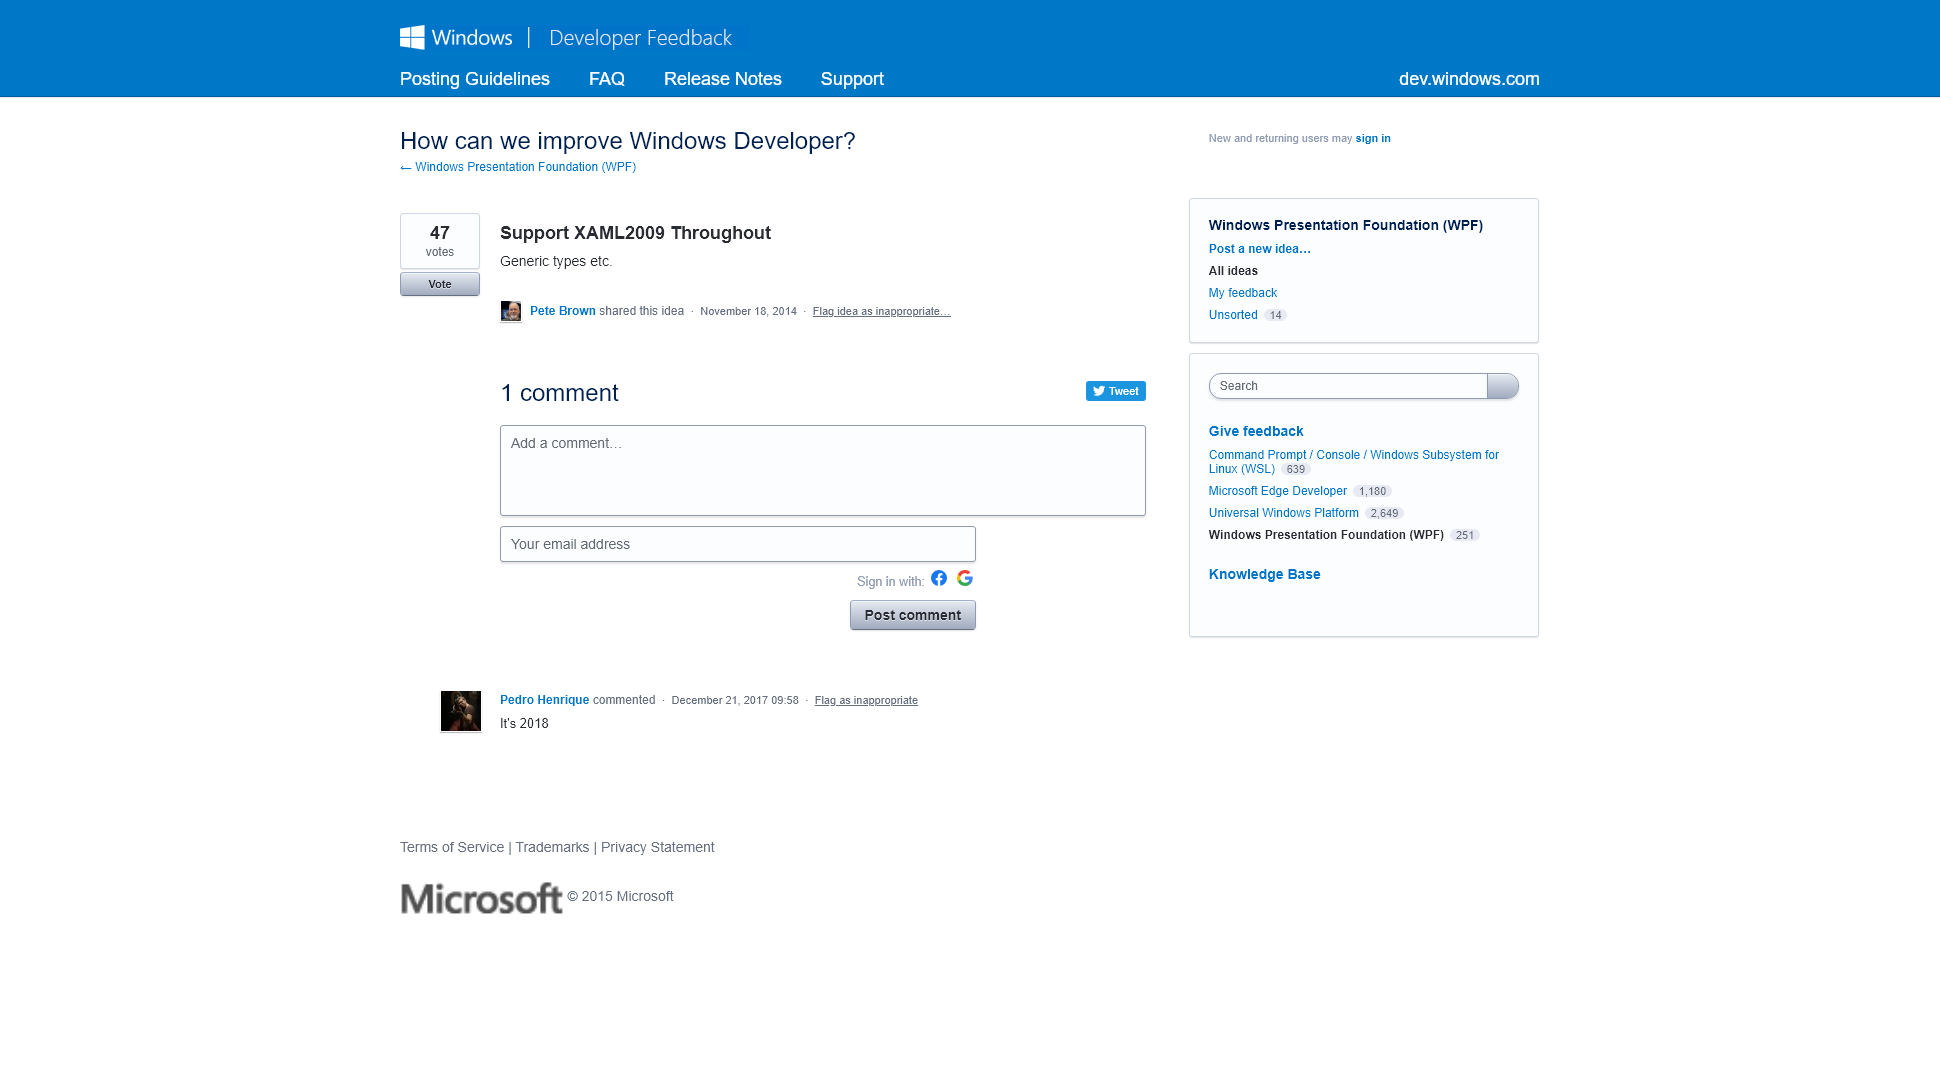 Windows | Developer Feedback
Posting Guidelines FAQ Release Notes Support dev.windows.com
How can we improve Windows Developer?
← Windows Presentation Foundation (WPF)
New and returning users may sign in
47
votes
Vote
Support XAML2009 Throughout
Generic types etc.
Pete Brown shared this idea · November 18, 2014 · Flag idea as inappropriate…
1 comment
Tweet
Add a comment…
Your email address
Sign in with:
Post comment
Pedro Henrique commented · December 21, 2017 09:58 · Flag as inappropriate
It's 2018
Windows Presentation Foundation (WPF)
Post a new idea…
All ideas
My feedback
Unsorted 14
Search
Give feedback
Command Prompt / Console / Windows Subsystem for
Linux (WSL) 639
Microsoft Edge Developer 1,180
Universal Windows Platform 2,649
Windows Presentation Foundation (WPF) 251
Knowledge Base
Terms of Service | Trademarks | Privacy Statement
Microsoft © 2015 Microsoft